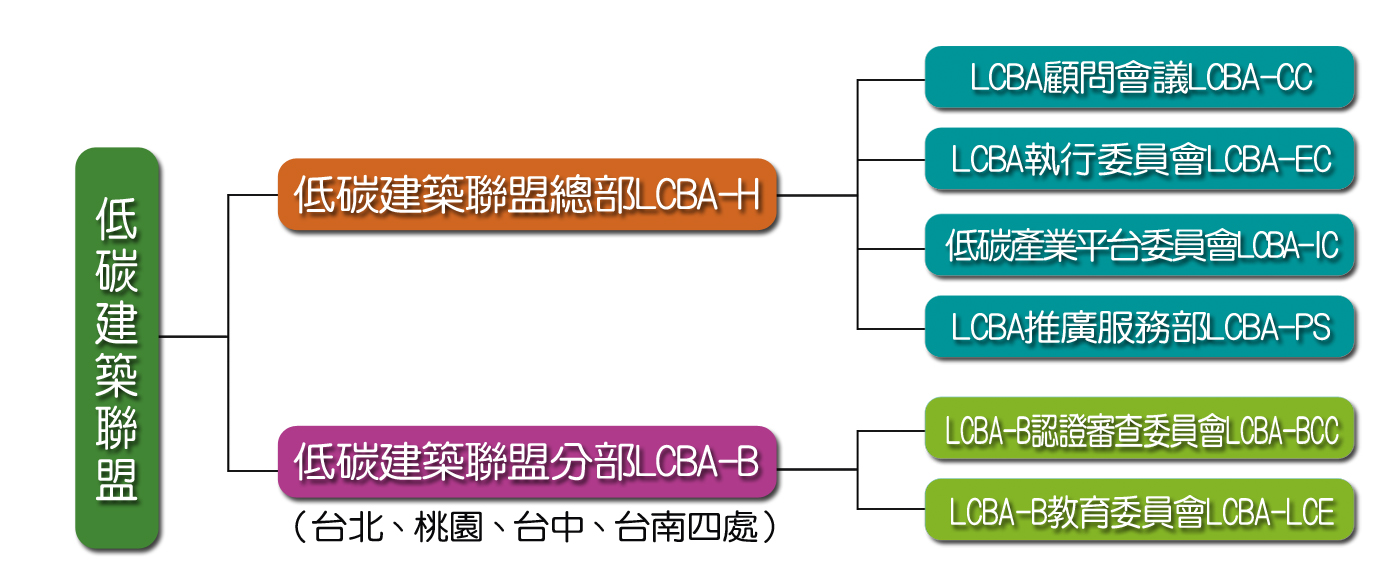 低碳建築聯盟
低碳建築聯盟總部LCBA-H
LCBA顧問會議LCBA-CC
LCBA執行委員會LCBA-EC
低碳產業平台委員會LCBA-IC
LCBA推廣服務部LCBA-PS
低碳建築聯盟分部LCBA-B
（台北、桃園、台中、台南四處）
LCBA-B認證審查委員會LCBA-BCC
LCBA-B教育委員會LCBA-LCE